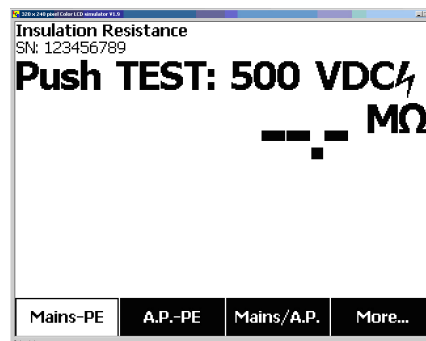 320 x 240 pixel Color LCD simulator V1.9
Insulation Resistance
SN: 123456789
Push TEST: 500 VDC
--.- MΩ
Mains-PE A.P.-PE Mains/A.P. More...